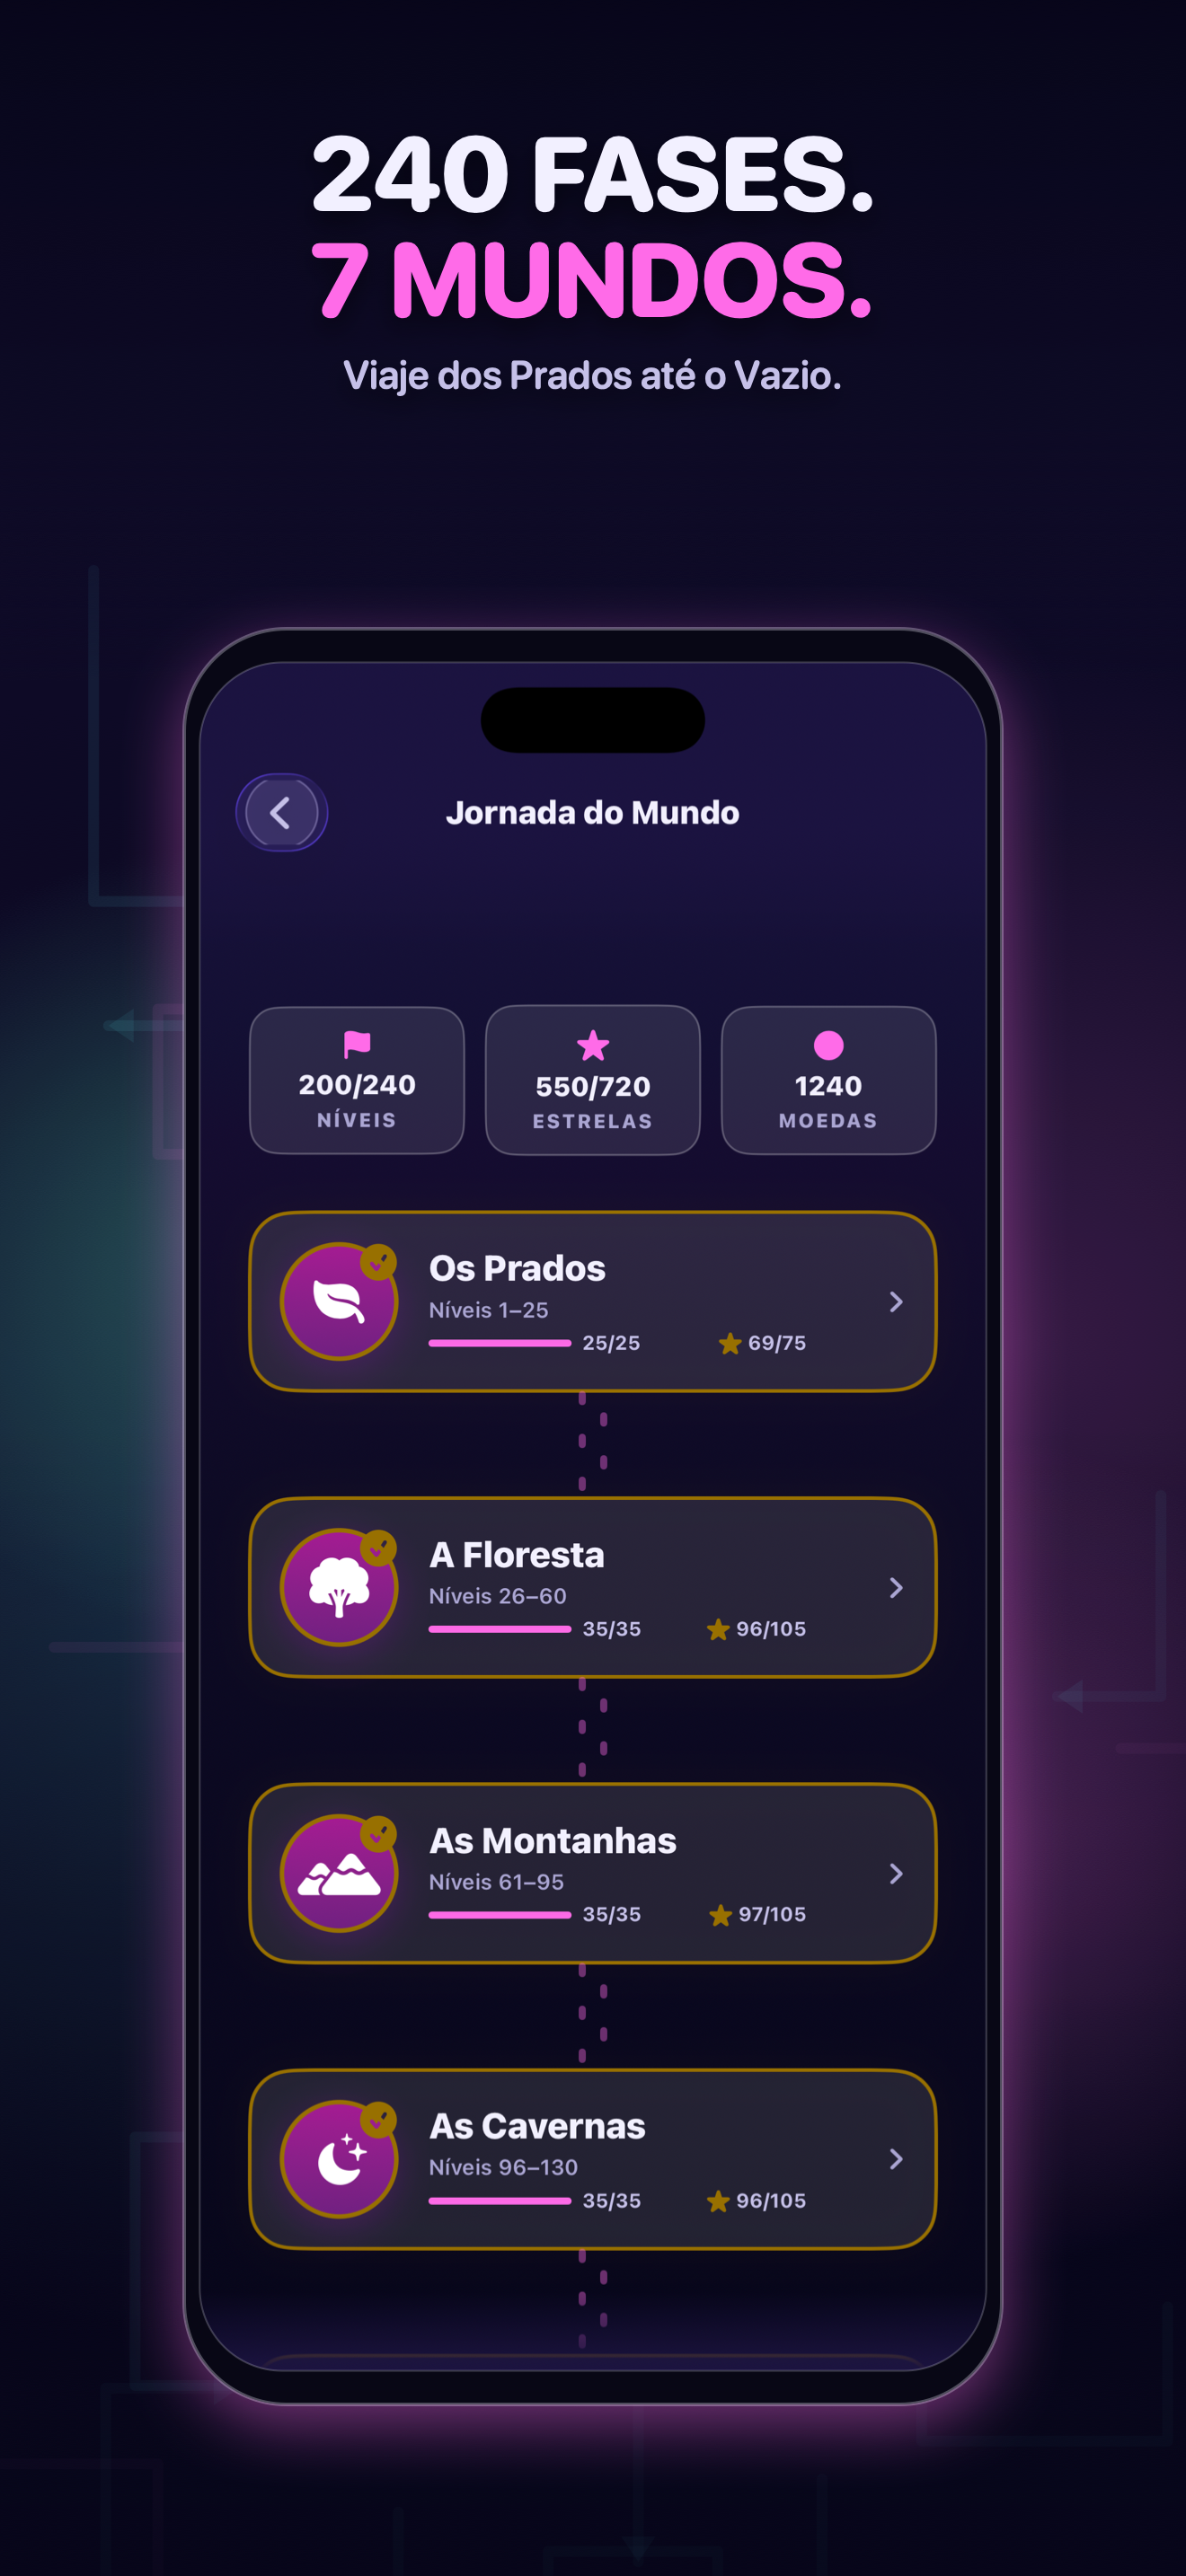 240 FASES.
7 MUNDOS.
Viaje dos Prados até o Vazio.
Jornada do Mundo
200/240
NÍVEIS
550/720
ESTRELAS
1240
MOEDAS
Os Prados
Níveis 1–25
25/25
69/75
A Floresta
Níveis 26–60
35/35
96/105
As Montanhas
Níveis 61–95
35/35
97/105
As Cavernas
Níveis 96–130
35/35
96/105